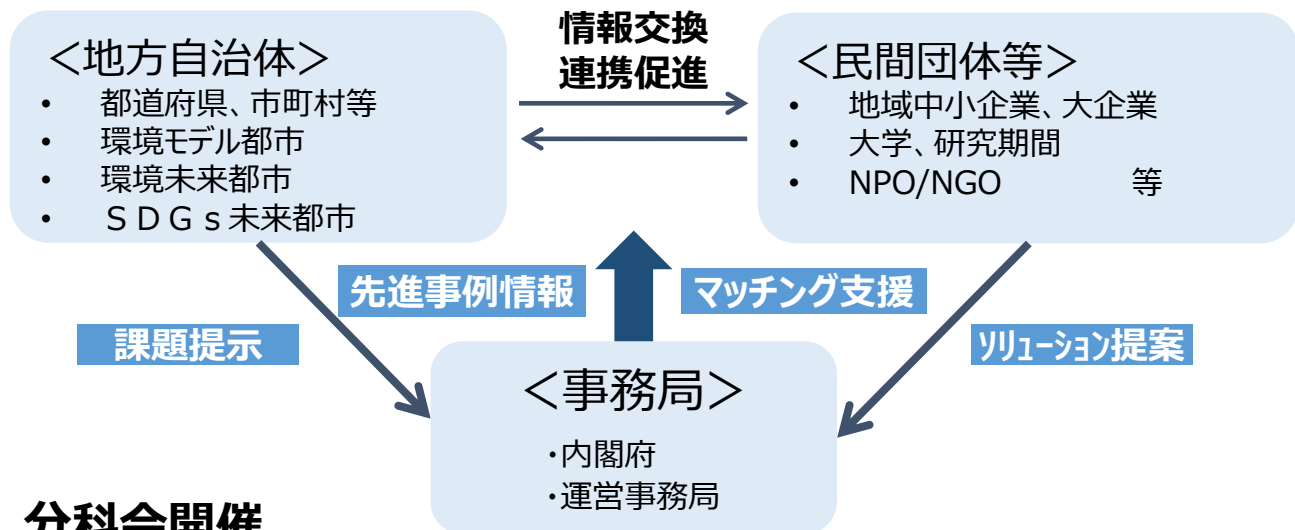 情報交換
連携促進
＜地方自治体＞
• 都道府県、市町村等
• 環境モデル都市
• 環境未来都市
• ＳＤＧｓ未来都市
＜民間団体等＞
• 地域中小企業、大企業
• 大学、研究期間
• NPO/NGO 等
先進事例情報
マッチング支援
課題提示
ソリューション提案
＜事務局＞
・内閣府
・運営事務局
分科会開催